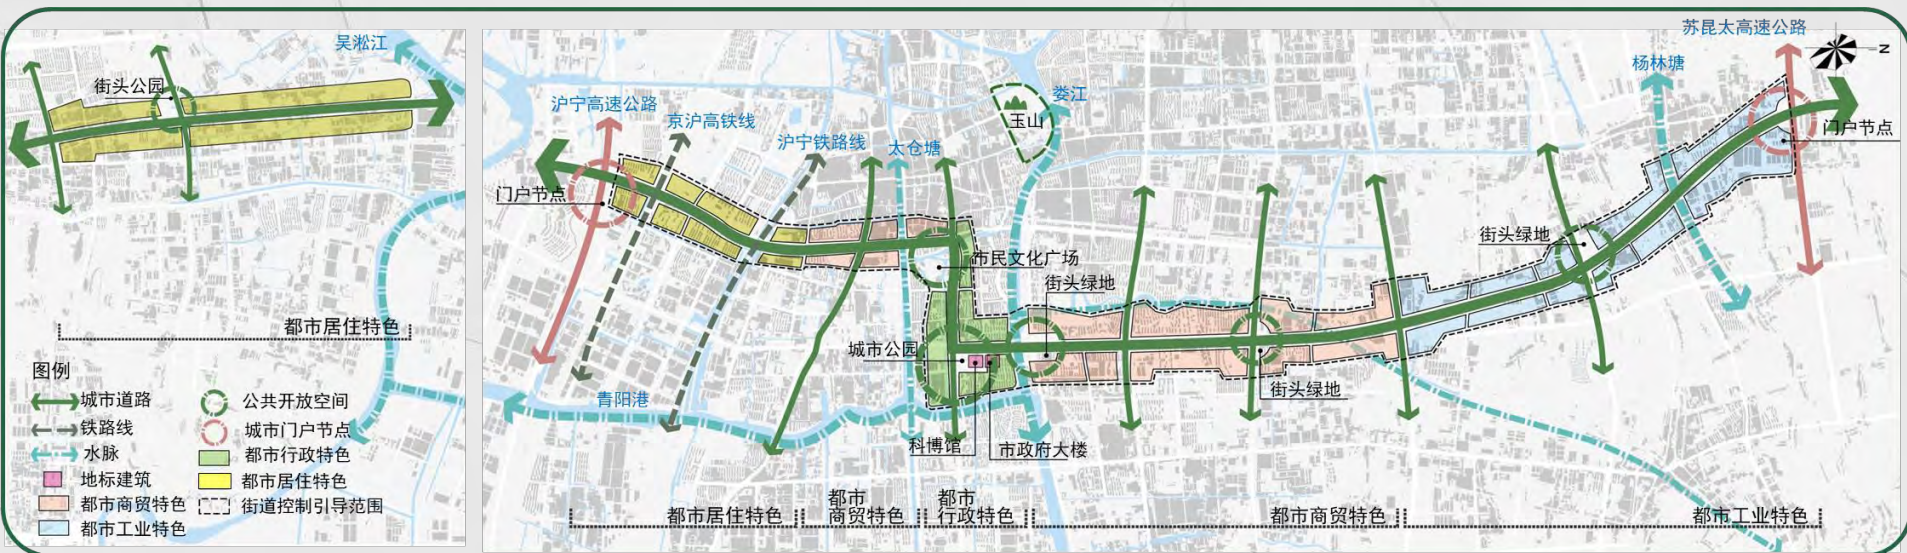 吴淞江
街头公园
都市居住特色
图例
城市道路
铁路线
水脉
地标建筑
都市商贸特色
都市工业特色
公共开放空间
城市门户节点
都市行政特色
都市居住特色
街道控制引导范围
苏昆太高速公路
N
杨林塘
门户节点
娄江
玉山
沪宁高速公路
京沪高铁线
沪宁铁路线
太仓塘
门户节点
街头绿地
市民文化广场
街头绿地
城市公园
街头绿地
青阳港
科博馆
市政府大楼
都市居住特色
都市
商贸特色
都市
行政特色
都市商贸特色
都市工业特色